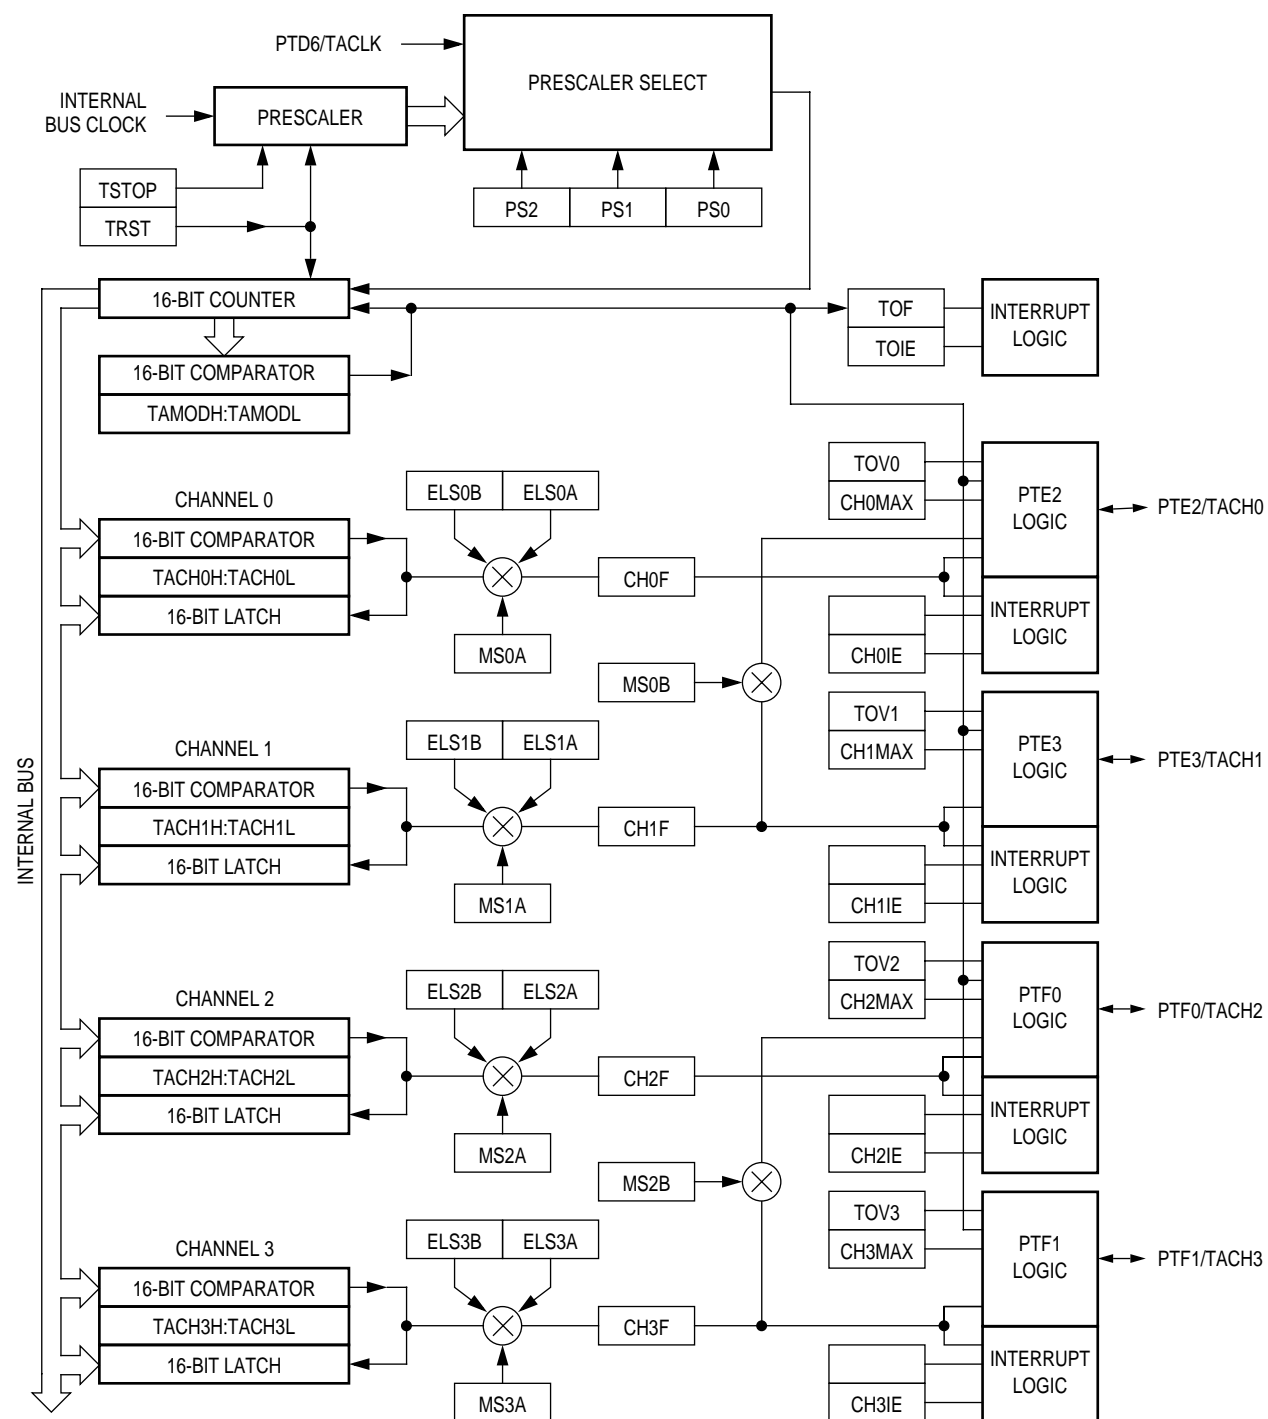 PTD6/TACLK
PRESCALER SELECT
INTERNAL
BUS CLOCK
PRESCALER
TSTOP
TRST
PS2 PS1 PS0
16-BIT COUNTER
TOF
TOIE
INTERRUPT
LOGIC
16-BIT COMPARATOR
TAMODH:TAMODL
INTERNAL BUS
CHANNEL 0
16-BIT COMPARATOR
TACH0H:TACH0L
16-BIT LATCH
ELS0B ELS0A
MS0A
CH0F
MS0B
TOV0
CH0MAX
CH0IE
PTE2
LOGIC
INTERRUPT
LOGIC
PTE2/TACH0
CHANNEL 1
16-BIT COMPARATOR
TACH1H:TACH1L
16-BIT LATCH
ELS1B ELS1A
MS1A
CH1F
TOV1
CH1MAX
CH1IE
PTE3
LOGIC
INTERRUPT
LOGIC
PTE3/TACH1
CHANNEL 2
16-BIT COMPARATOR
TACH2H:TACH2L
16-BIT LATCH
ELS2B ELS2A
MS2A
CH2F
MS2B
TOV2
CH2MAX
CH2IE
PTF0
LOGIC
INTERRUPT
LOGIC
PTF0/TACH2
CHANNEL 3
16-BIT COMPARATOR
TACH3H:TACH3L
16-BIT LATCH
ELS3B ELS3A
MS3A
CH3F
TOV3
CH3MAX
CH3IE
PTF1
LOGIC
INTERRUPT
LOGIC
PTF1/TACH3